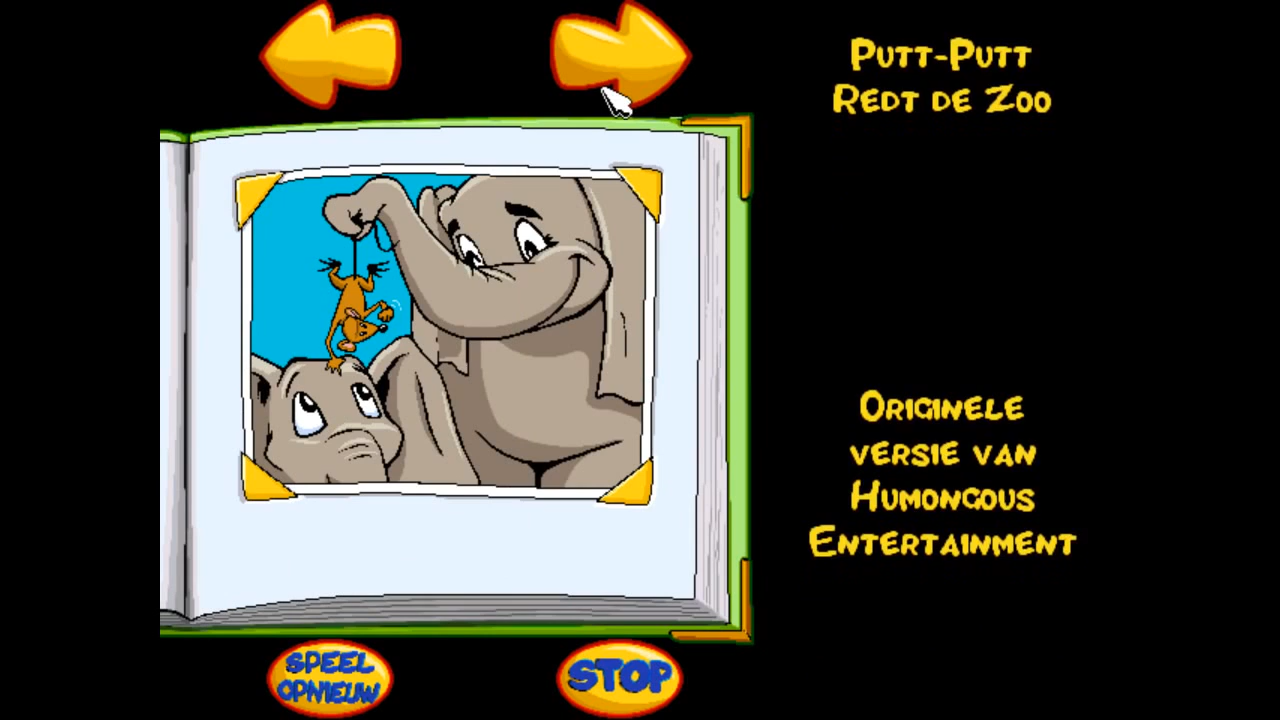 Putt-Putt
Redt de Zoo
Originele
versie van
Humongous
Entertainment
SPEEL
OPNIEUW
STOP